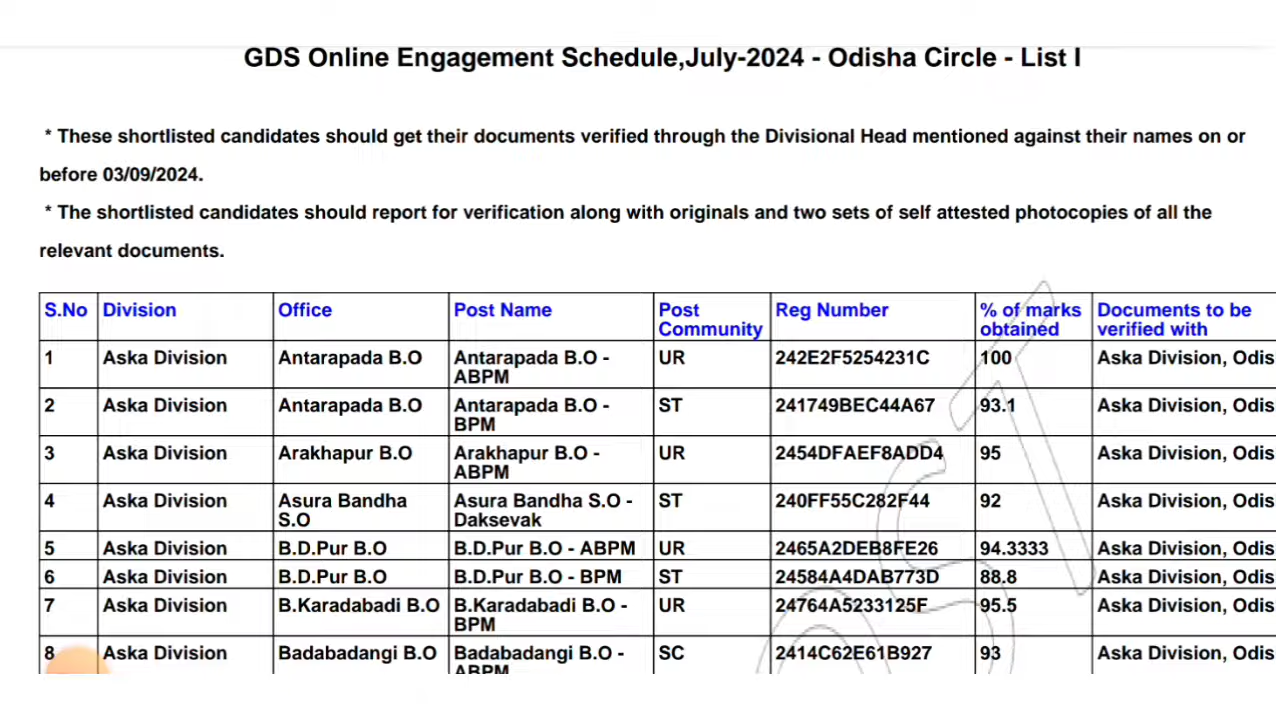 GDS Online Engagement Schedule,July-2024 - Odisha Circle - List I
* These shortlisted candidates should get their documents verified through the Divisional Head mentioned against their names on or
before 03/09/2024.
* The shortlisted candidates should report for verification along with originals and two sets of self attested photocopies of all the
relevant documents.
S.No Division Office Post Name Post Community Reg Number % of marks obtained Documents to be verified with
1 Aska Division Antarapada B.O Antarapada B.O - ABPM UR 242E2F5254231C 100 Aska Division, Odis
2 Aska Division Antarapada B.O Antarapada B.O - BPM ST 241749BEC44A67 93.1 Aska Division, Odis
3 Aska Division Arakhapur B.O Arakhapur B.O - ABPM UR 2454DFAEF8ADD4 95 Aska Division, Odis
4 Aska Division Asura Bandha S.O Asura Bandha S.O - Daksevak ST 240FF55C282F44 92 Aska Division, Odis
5 Aska Division B.D.Pur B.O B.D.Pur B.O - ABPM UR 2465A2DEB8FE26 94.3333 Aska Division, Odis
6 Aska Division B.D.Pur B.O B.D.Pur B.O - BPM ST 24584A4DAB773D 88.8 Aska Division, Odis
7 Aska Division B.Karadabadi B.O B.Karadabadi B.O - BPM UR 24764A5233125F 95.5 Aska Division, Odis
8 Aska Division Badabadangi B.O Badabadangi B.O - ABPM SC 2414C62E61B927 93 Aska Division, Odis